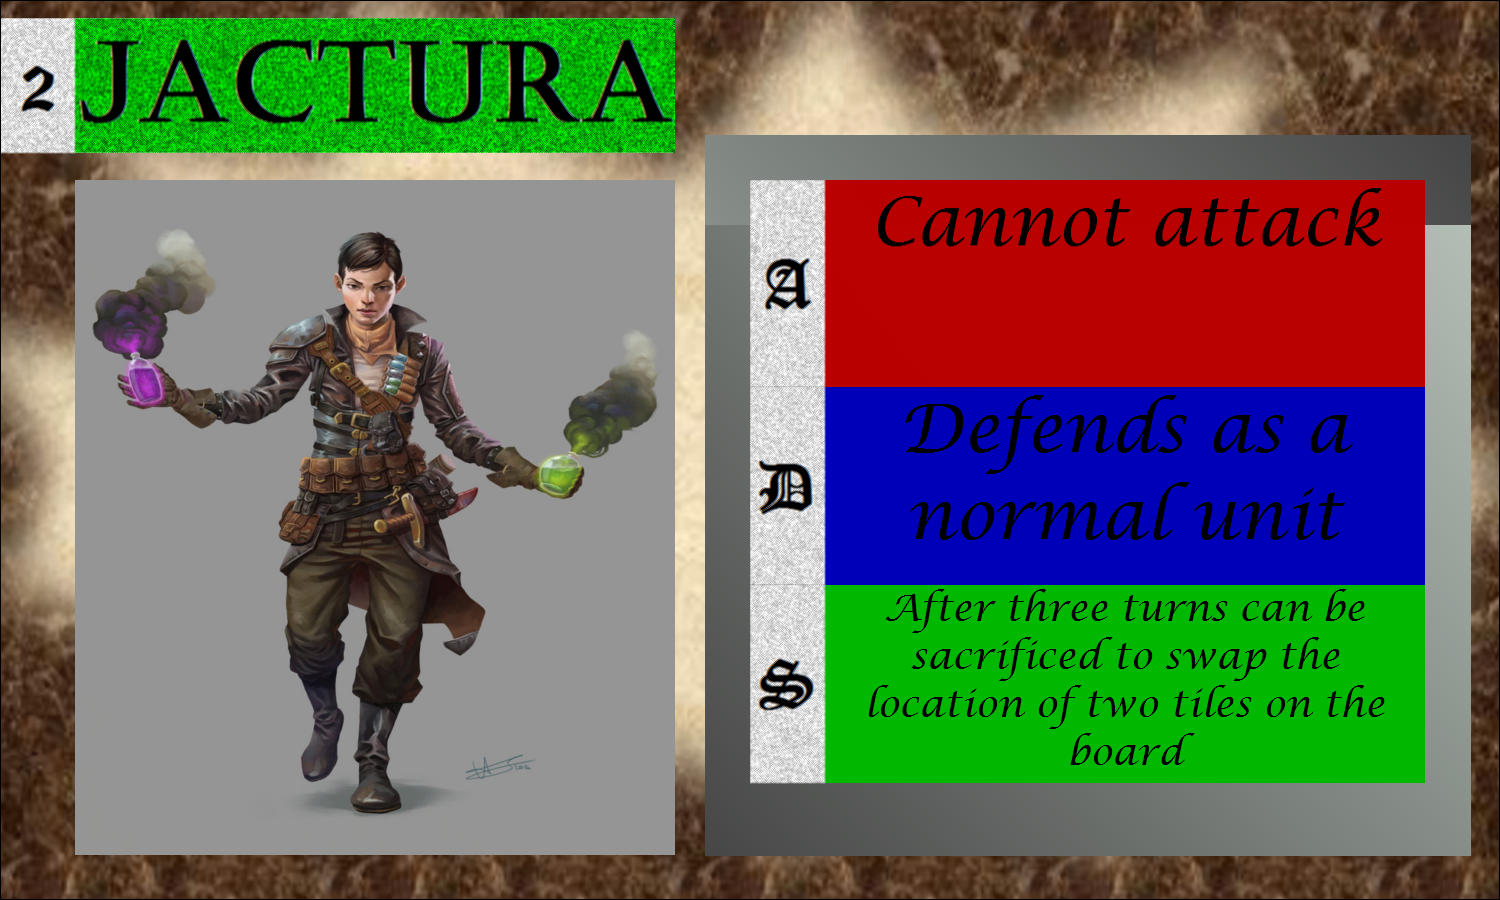 2
JACTURA
A
Cannot attack
D
Defends as a
normal unit
S
After three turns can be
sacrificed to swap the
location of two tiles on the
board